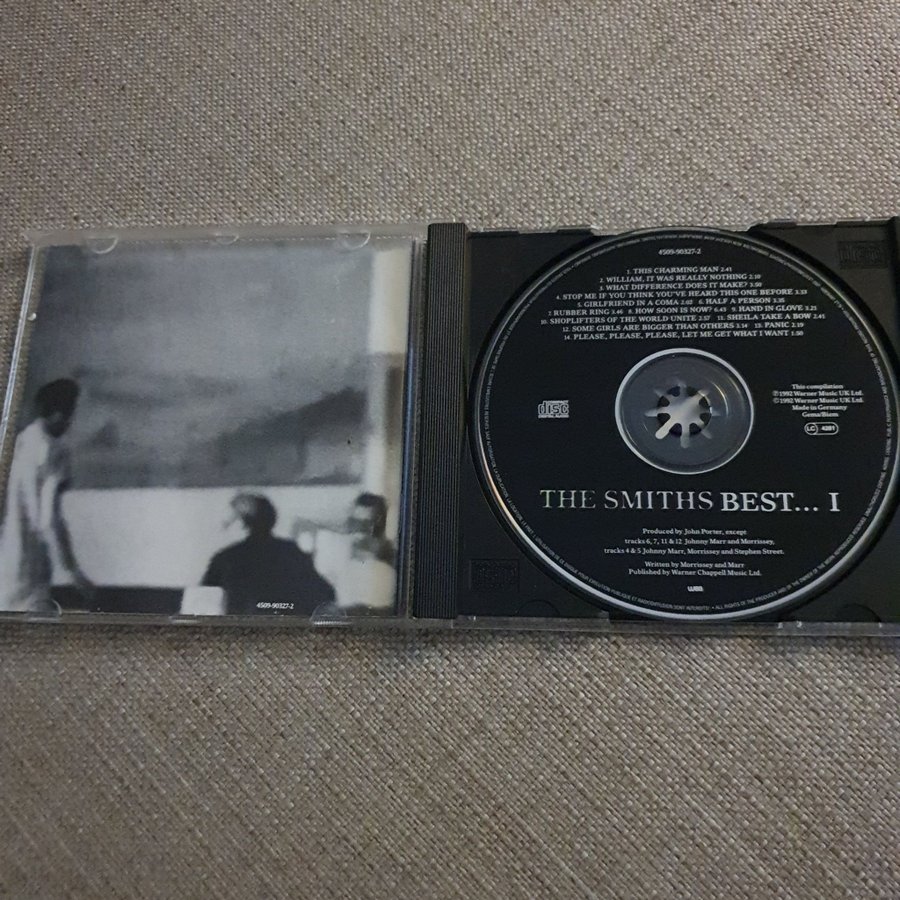 4509-90327-2
4509-90327-2
1. THIS CHARMING MAN 2.41
2. WILLIAM, IT WAS REALLY NOTHING 2.10
3. WHAT DIFFERENCE DOES IT MAKE? 3.50
4. STOP ME IF YOU THINK YOU'VE HEARD THIS ONE BEFORE 3.33
5. GIRLFRIEND IN A COMA 2.02 6. HALF A PERSON 3.35
7. RUBBER RING 3.46 8. HOW SOON IS NOW? 6.43 9. HAND IN GLOVE 3.21
10. SHOPLIFTERS OF THE WORLD UNITE 2.57 11. SHEILA TAKE A BOW 2.41
12. SOME GIRLS ARE BIGGER THAN OTHERS 3.14 13. PANIC 2.19
14. PLEASE, PLEASE, PLEASE, LET ME GET WHAT I WANT 1.50
COMPACT
disc
DIGITAL AUDIO
This compilation
Ⓟ1992 Warner Music UK Ltd.
©1992 Warner Music UK Ltd.
Made in Germany
Gema/Biem
LC 4281
THE SMITHS BEST... I
Produced by John Porter, except
tracks 6, 7, 11 & 12 Johnny Marr and Morrissey,
tracks 4 & 5 Johnny Marr, Morrissey and Stephen Street.
Written by Morrissey and Marr
Published by Warner Chappell Music Ltd.
wea